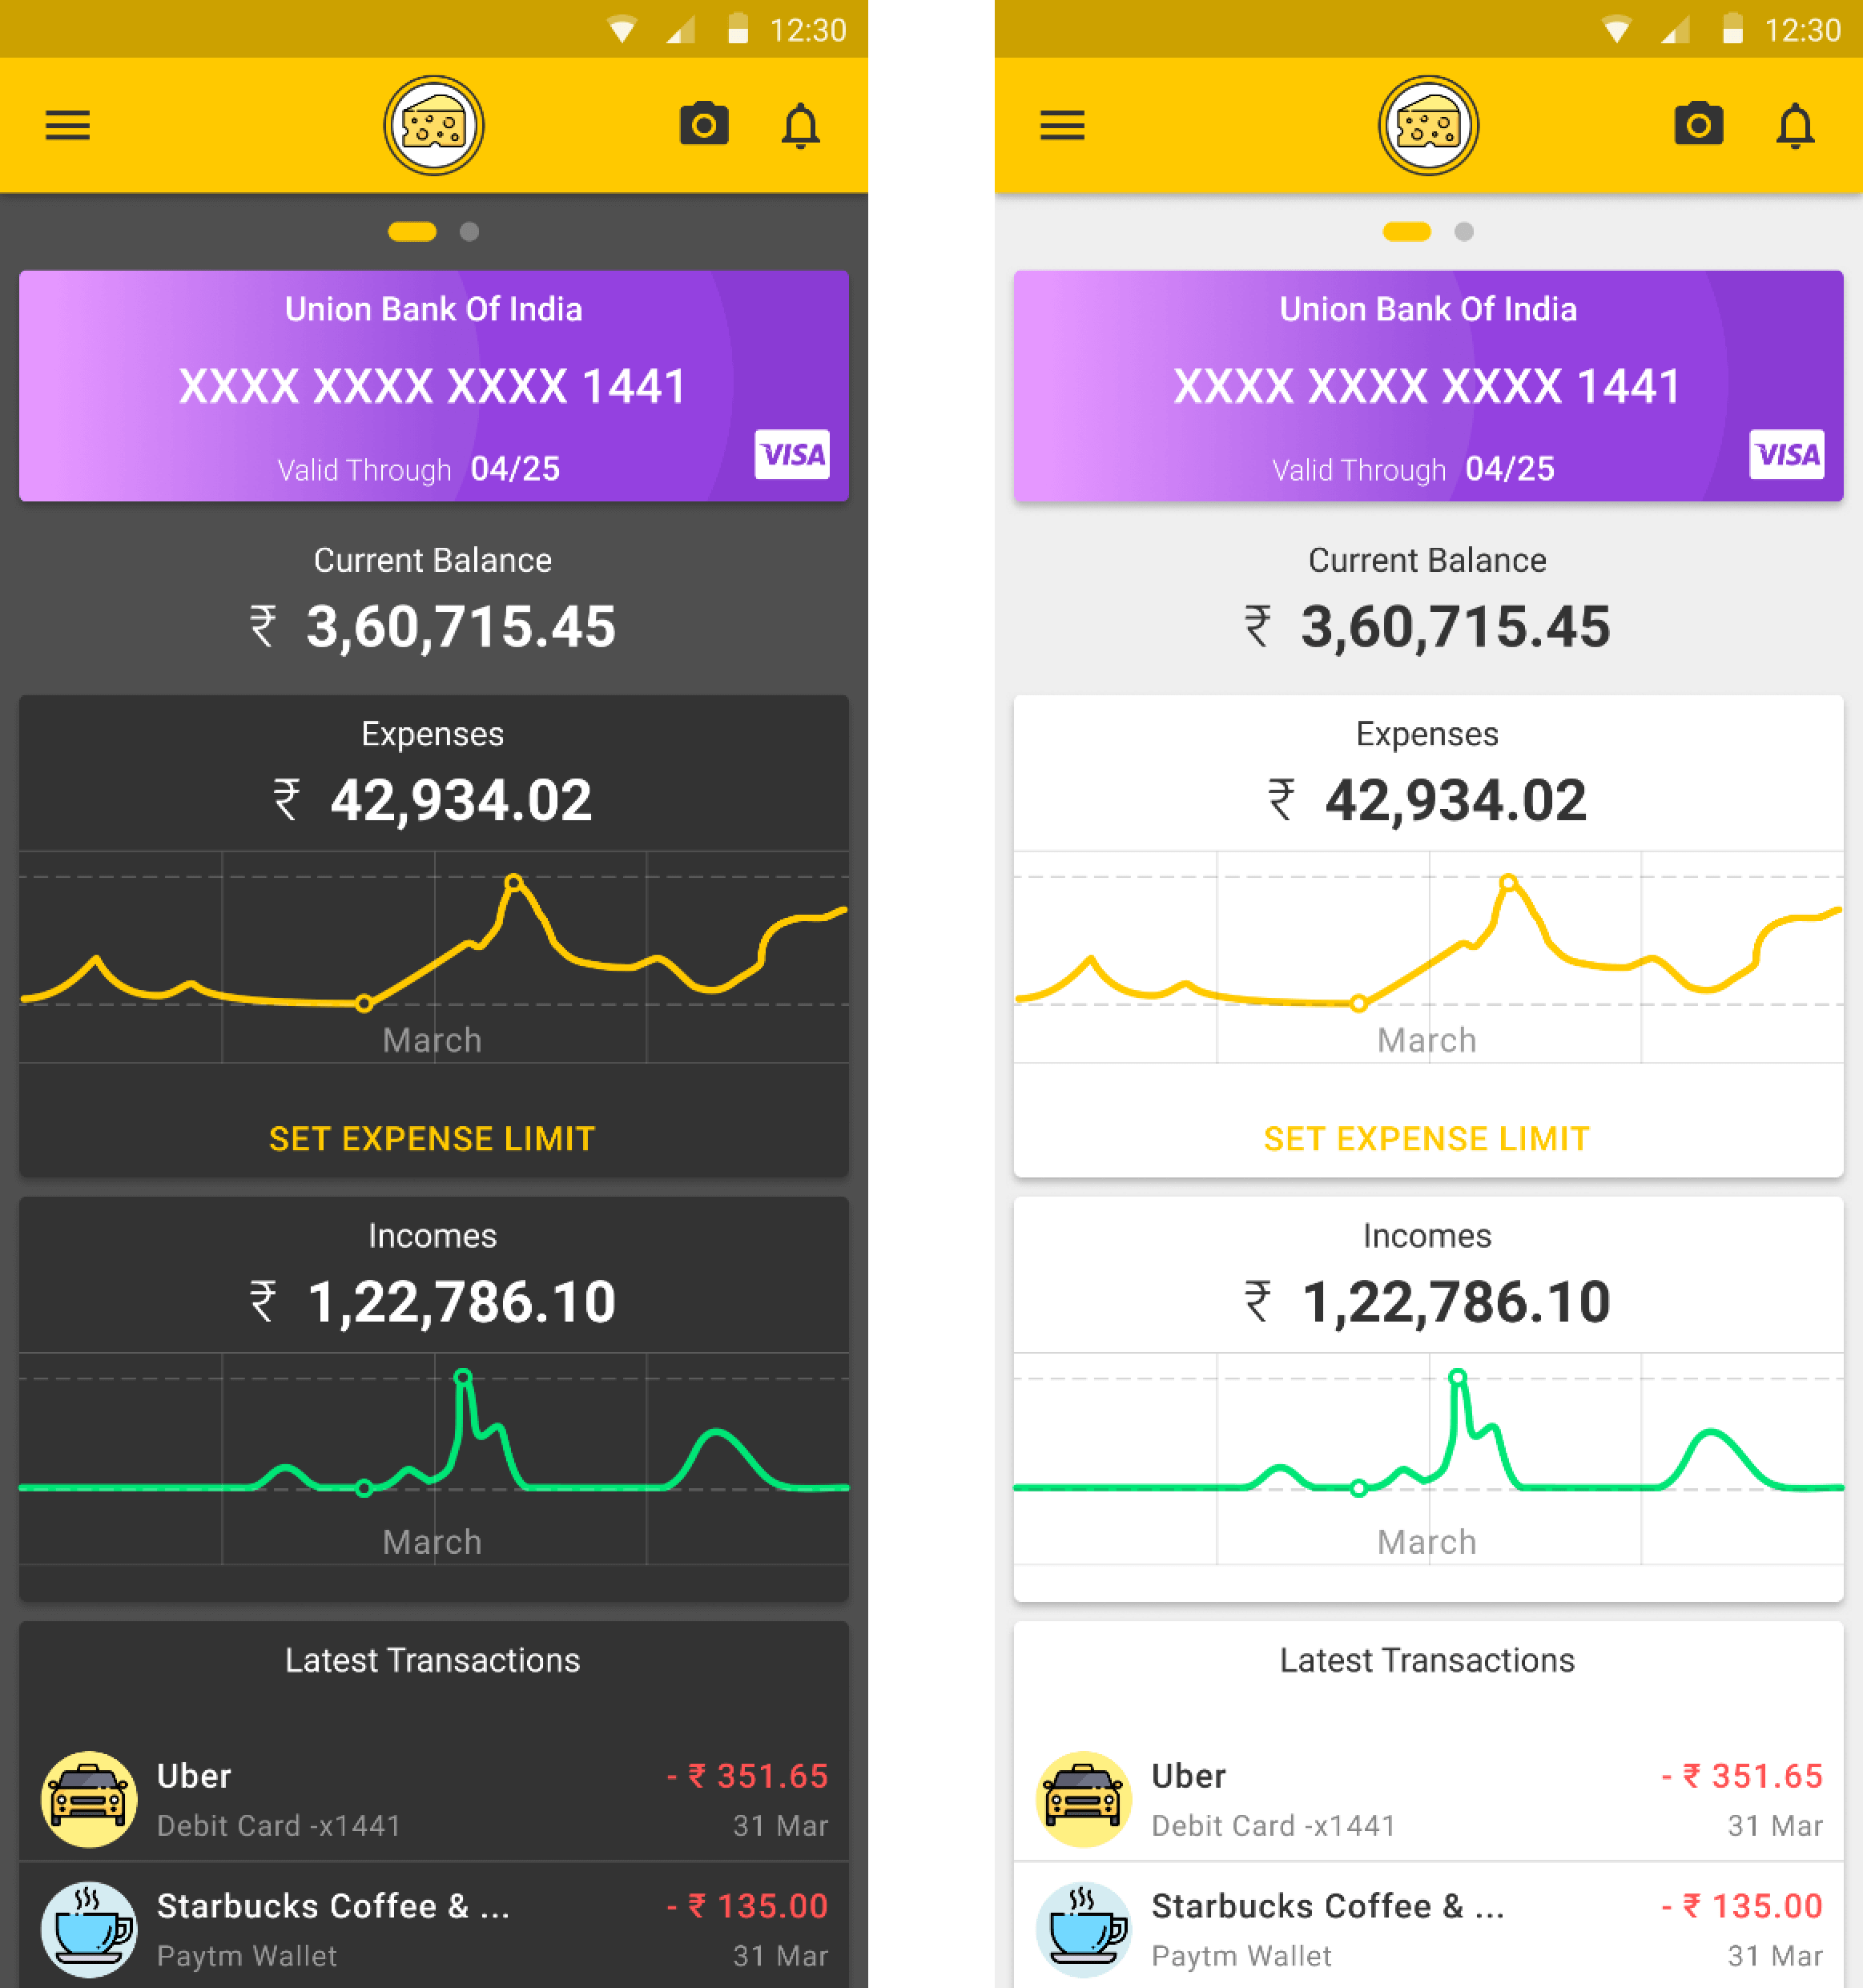 12:30
Union Bank Of India
XXXX XXXX XXXX 1441
Valid Through 04/25
VISA
Current Balance
₹ 3,60,715.45
Expenses
₹ 42,934.02
March
SET EXPENSE LIMIT
Incomes
₹ 1,22,786.10
March
Latest Transactions
Uber - ₹ 351.65
Debit Card -x1441 31 Mar
Starbucks Coffee & ... - ₹ 135.00
Paytm Wallet 31 Mar
12:30
Union Bank Of India
XXXX XXXX XXXX 1441
Valid Through 04/25
VISA
Current Balance
₹ 3,60,715.45
Expenses
₹ 42,934.02
March
SET EXPENSE LIMIT
Incomes
₹ 1,22,786.10
March
Latest Transactions
Uber - ₹ 351.65
Debit Card -x1441 31 Mar
Starbucks Coffee & ... - ₹ 135.00
Paytm Wallet 31 Mar